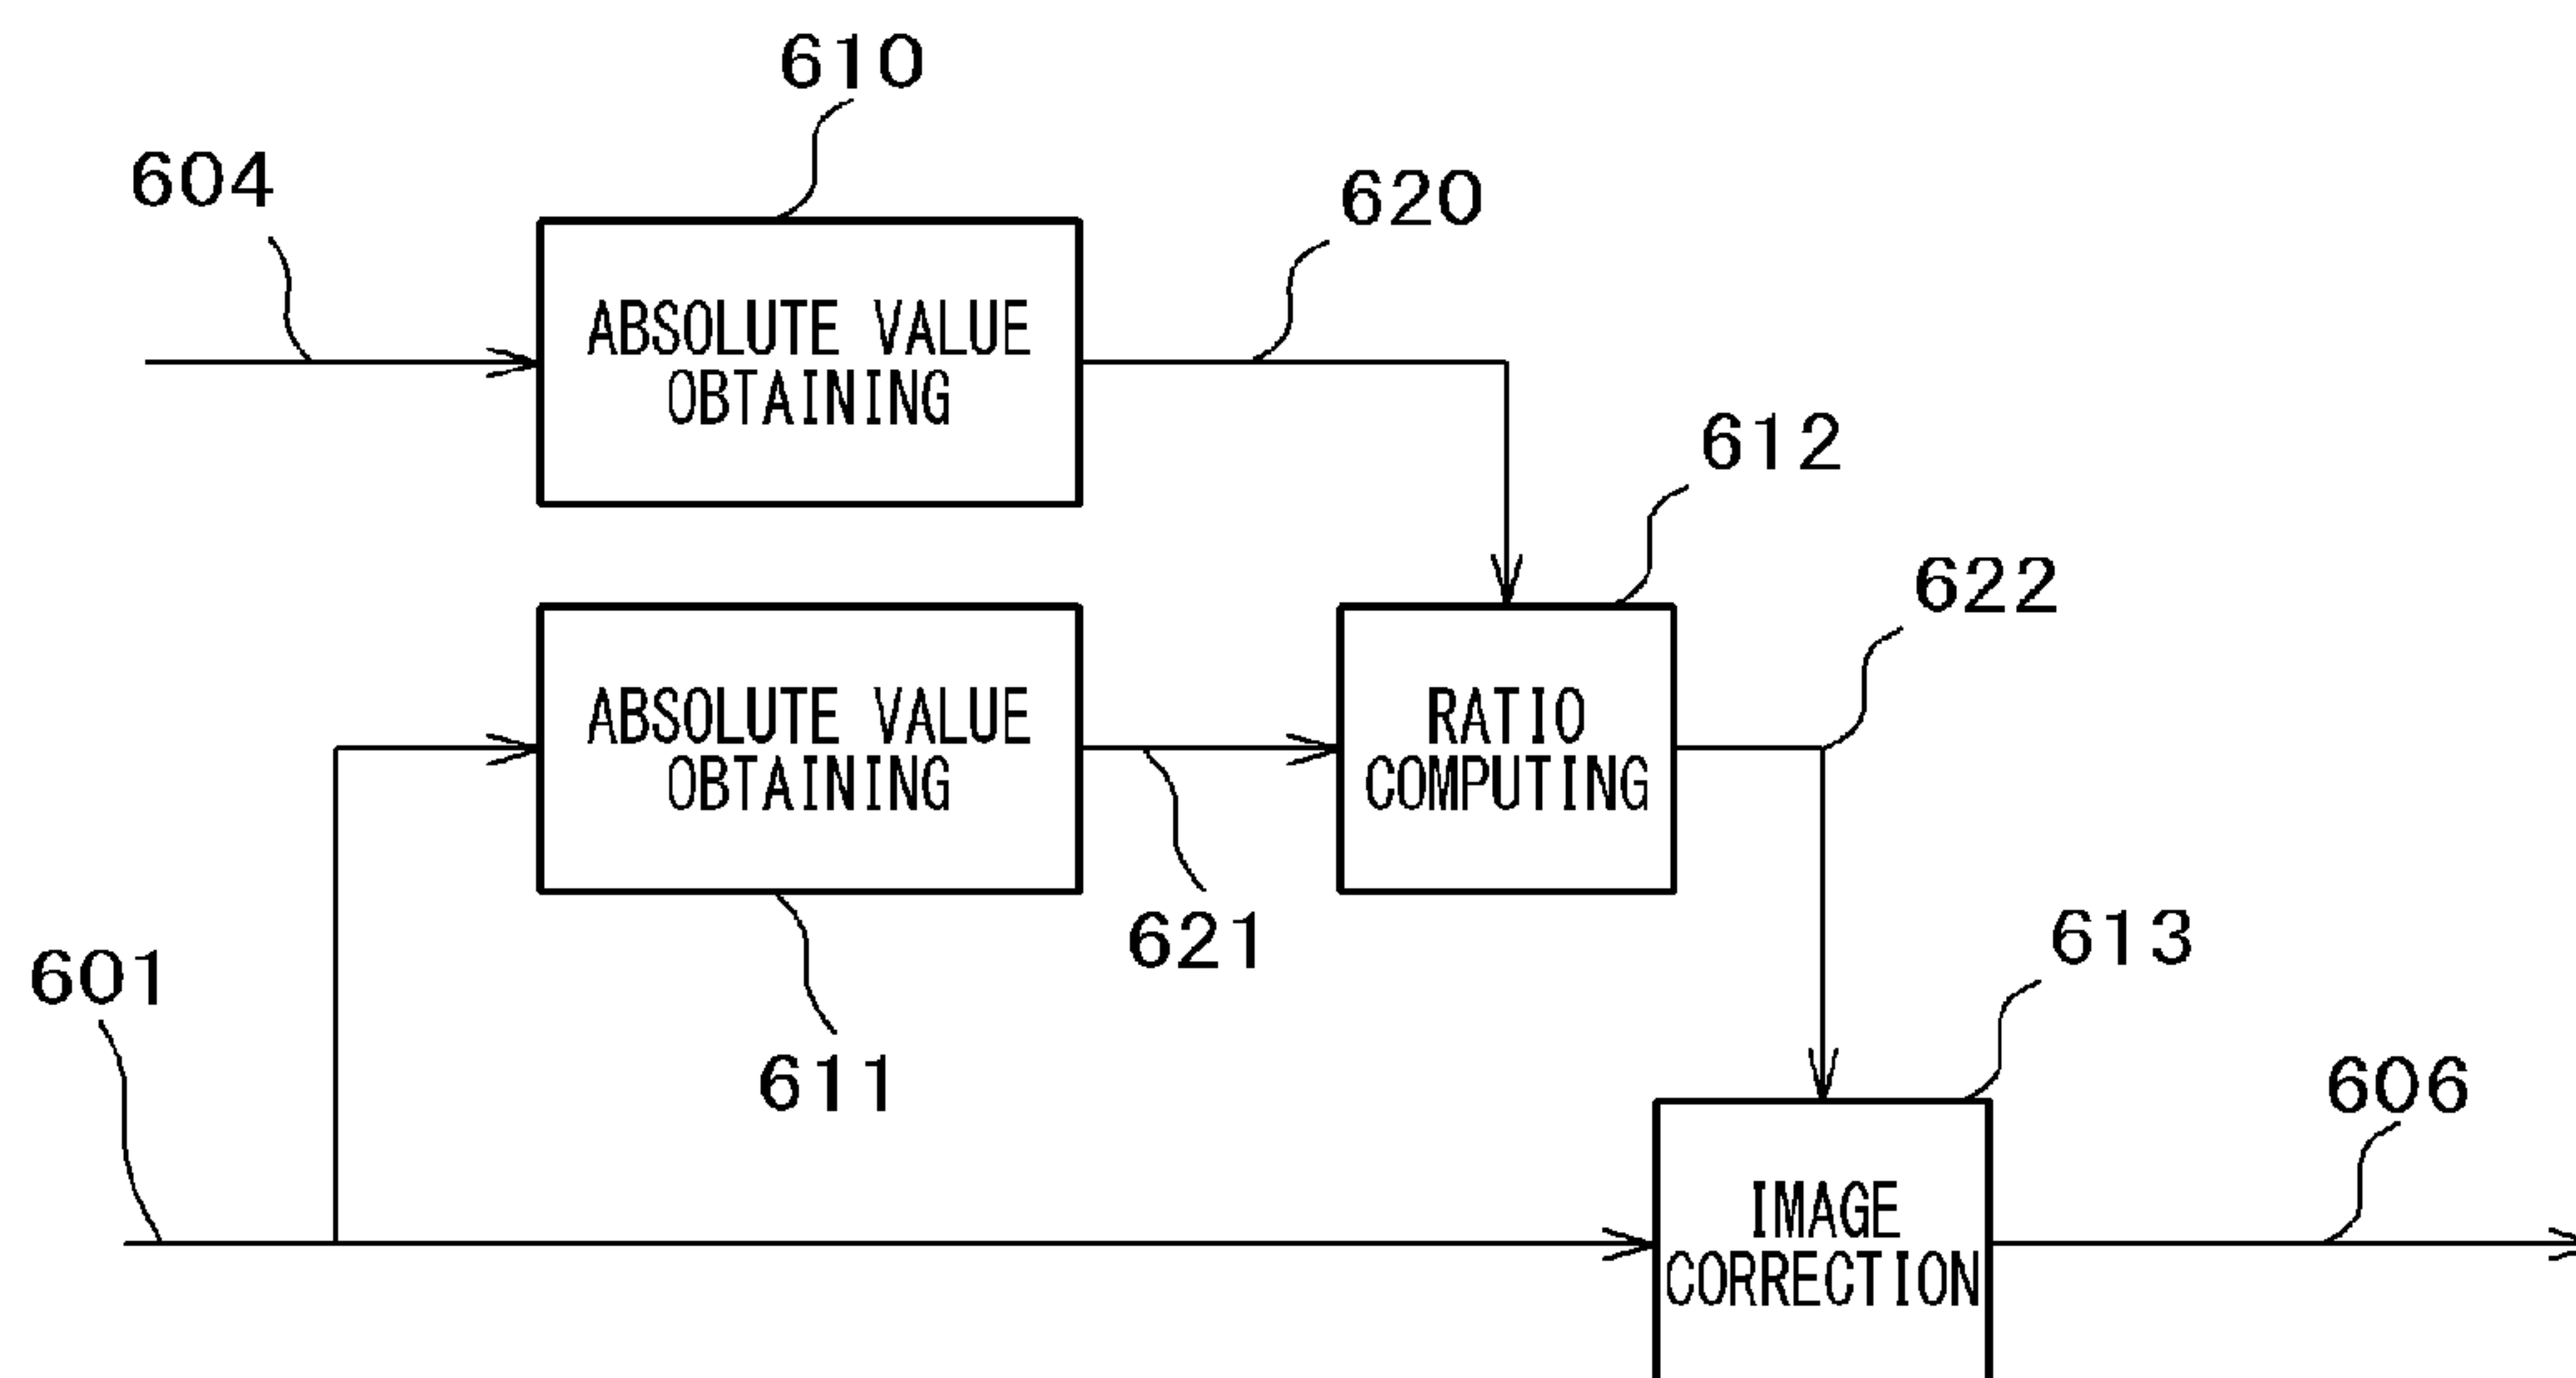 610
604
620
ABSOLUTE VALUE
OBTAINING
612
622
ABSOLUTE VALUE
OBTAINING
RATIO
COMPUTING
621
613
601
611
606
IMAGE
CORRECTION